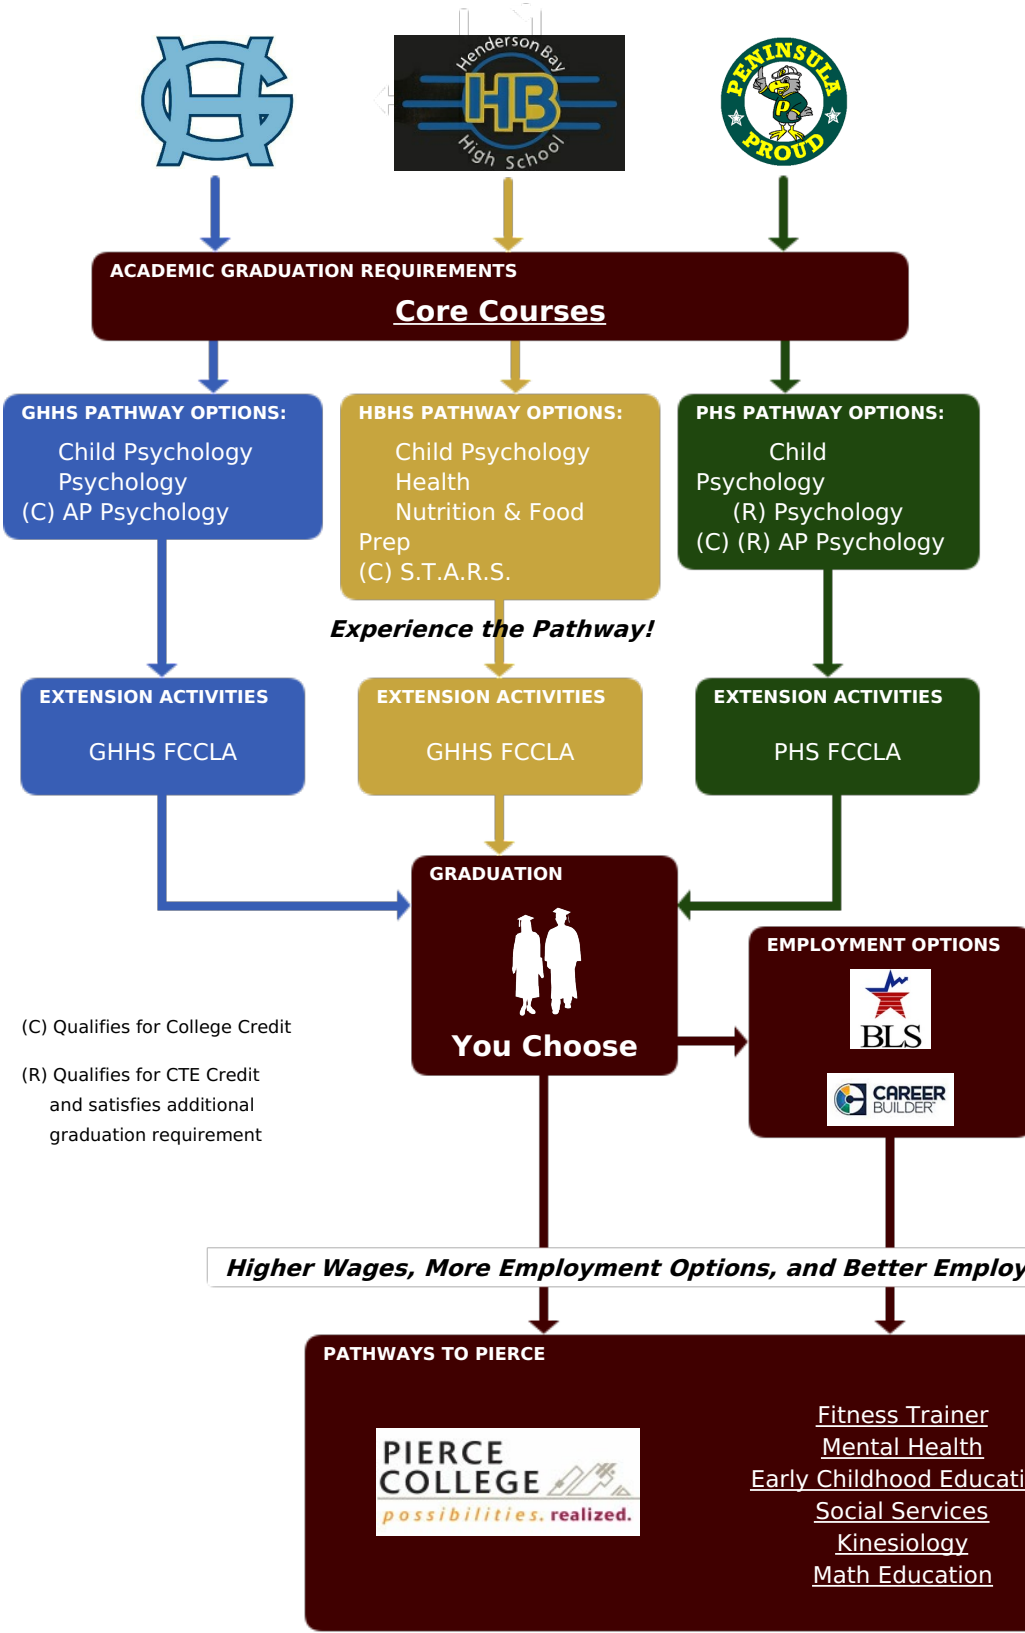 GH
Henderson Bay
HB
High School
PENINSULA
P
PROUD
ACADEMIC GRADUATION REQUIREMENTS
Core Courses
GHHS PATHWAY OPTIONS:
Child Psychology
Psychology
(C) AP Psychology
HBHS PATHWAY OPTIONS:
Child Psychology
Health
Nutrition & Food
Prep
(C) S.T.A.R.S.
PHS PATHWAY OPTIONS:
Child
Psychology
(R) Psychology
(C) (R) AP Psychology
Experience the Pathway!
EXTENSION ACTIVITIES
GHHS FCCLA
EXTENSION ACTIVITIES
GHHS FCCLA
EXTENSION ACTIVITIES
PHS FCCLA
GRADUATION
You Choose
EMPLOYMENT OPTIONS
BLS
CAREER
BUILDER
(C) Qualifies for College Credit
(R) Qualifies for CTE Credit
and satisfies additional
graduation requirement
Higher Wages, More Employment Options, and Better Employ
PATHWAYS TO PIERCE
PIERCE
COLLEGE
possibilities. realized.
Fitness Trainer
Mental Health
Early Childhood Educati
Social Services
Kinesiology
Math Education